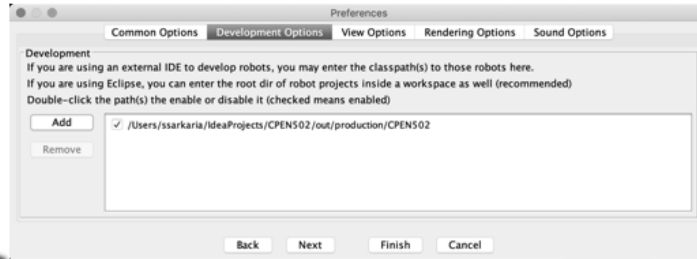 Preferences
Common Options Development Options View Options Rendering Options Sound Options
Development
If you are using an external IDE to develop robots, you may enter the classpath(s) to those robots here.
If you are using Eclipse, you can enter the root dir of robot projects inside a workspace as well (recommended)
Double-click the path(s) the enable or disable it (checked means enabled)
Add
/Users/ssarkaria/IdeaProjects/CPEN502/out/production/CPEN502
Remove
Back Next Finish Cancel